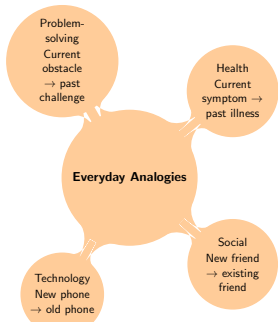 Problem-
solving
Current
obstacle
→ past
challenge
Health
Current
symptom →
past illness
Everyday Analogies
Social
New friend
→ existing
friend
Technology
New phone
→ old phone